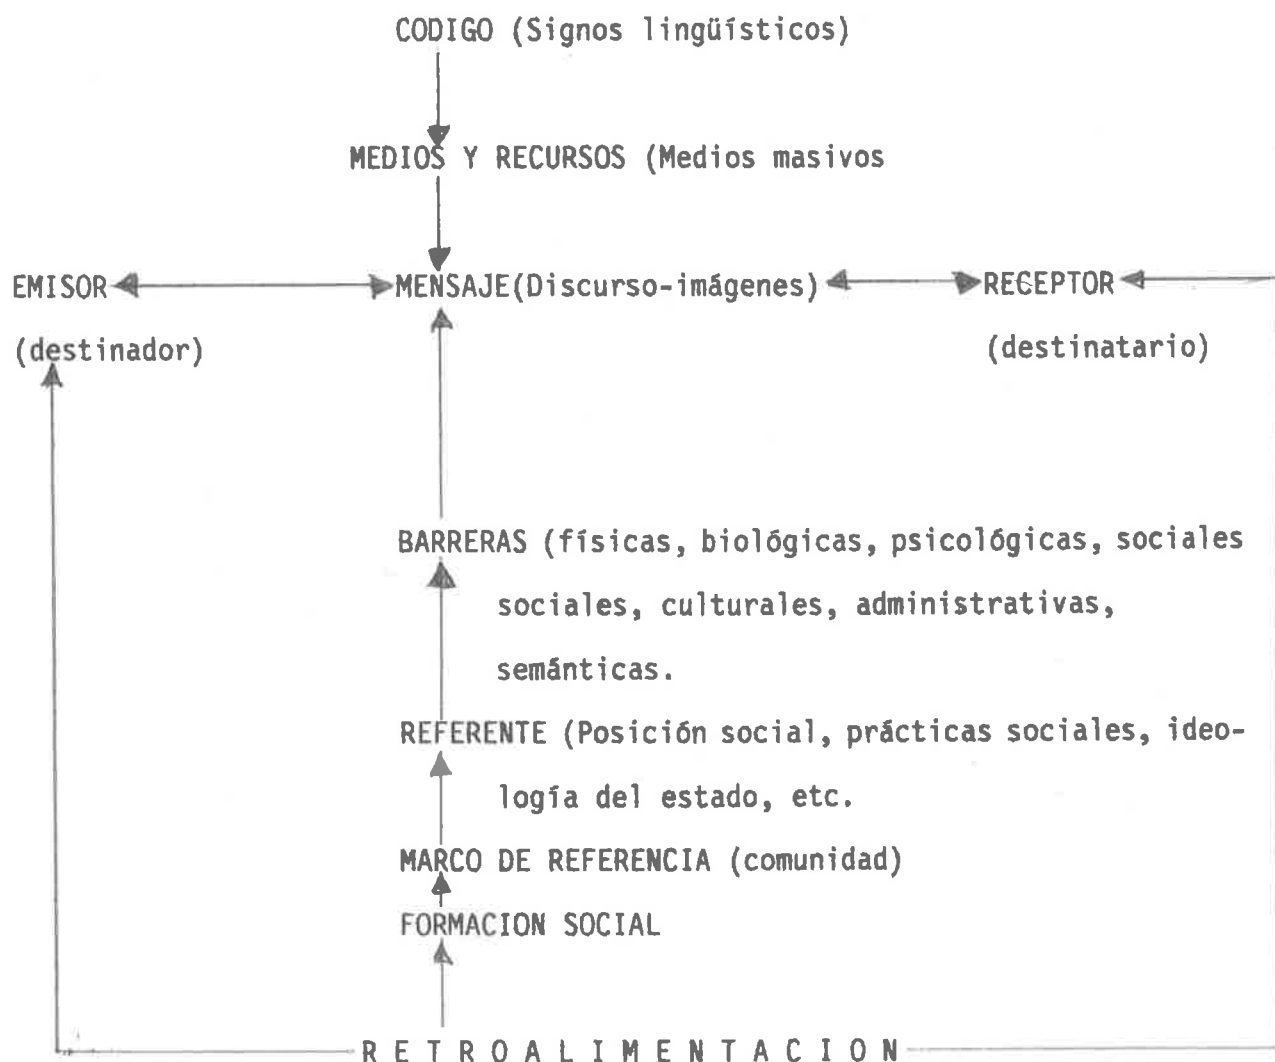 CODIGO (Signos lingüísticos)
MEDIOS Y RECURSOS (Medios masivos
EMISOR MENSAJE(Discurso-imágenes) RECEPTOR
(destinador) (destinatario)
BARRERAS (físicas, biológicas, psicológicas, sociales
sociales, culturales, administrativas,
semánticas.
REFERENTE (Posición social, prácticas sociales, ideo-
logía del estado, etc.
MARCO DE REFERENCIA (comunidad)
FORMACION SOCIAL
R E T R O A L I M E N T A C I O N